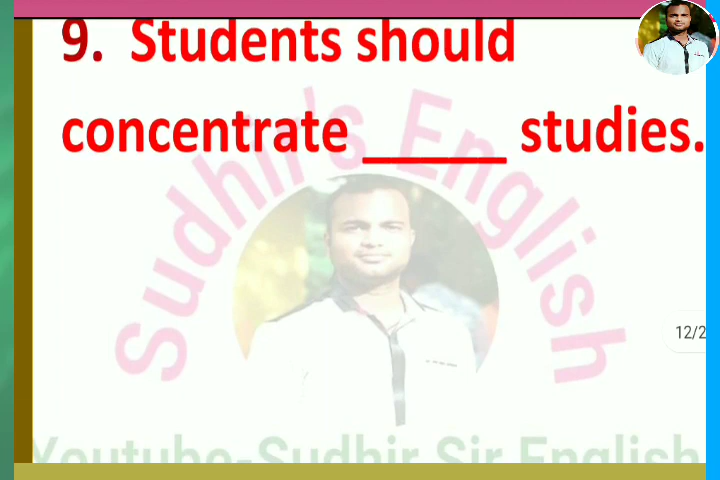 9. Students should
concentrate _____ studies.
Sudhir's English
12/2
Youtube-Sudhir Sir English